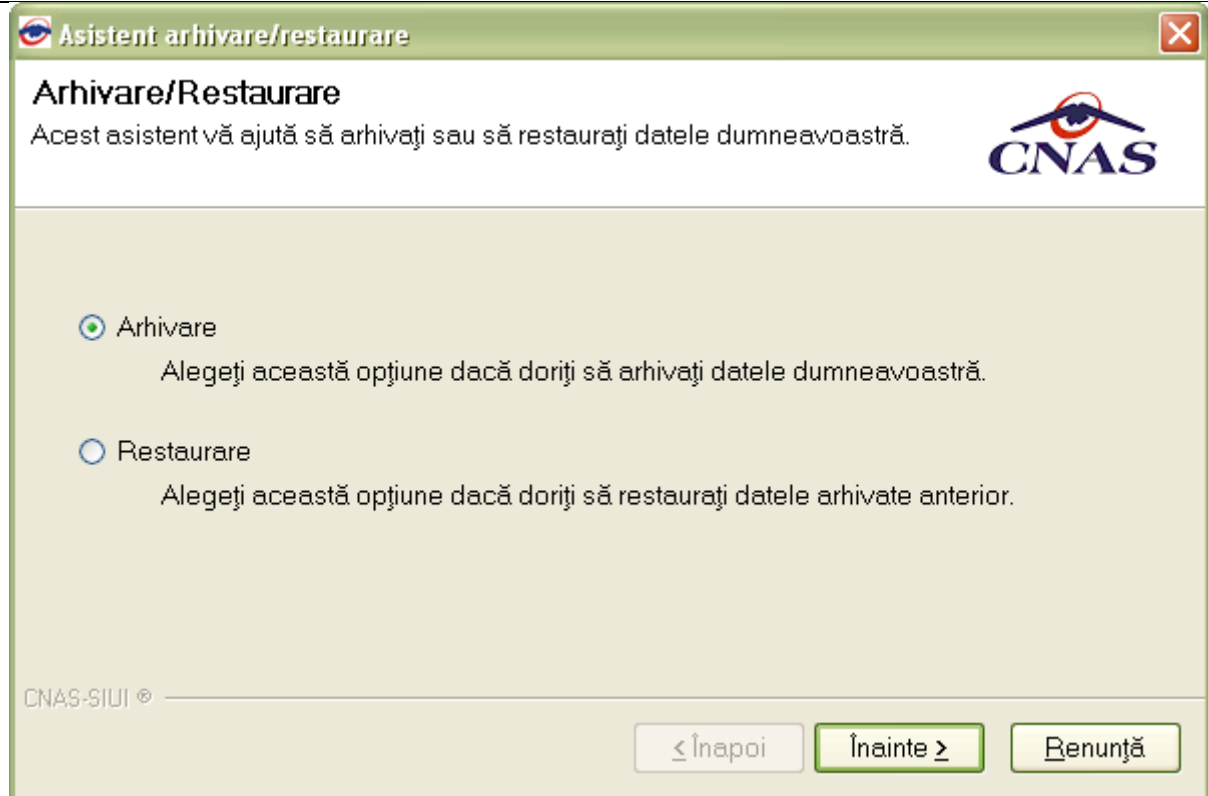 Asistent arhivare/restaurare
Arhivare/Restaurare
Acest asistent vă ajută să arhivaţi sau să restauraţi datele dumneavoastră.
CNAS
Arhivare
Alegeţi această opţiune dacă doriţi să arhivaţi datele dumneavoastră.
Restaurare
Alegeţi această opţiune dacă doriţi să restauraţi datele arhivate anterior.
CNAS-SIUI ®
< Înapoi
Înainte >
Renunţă